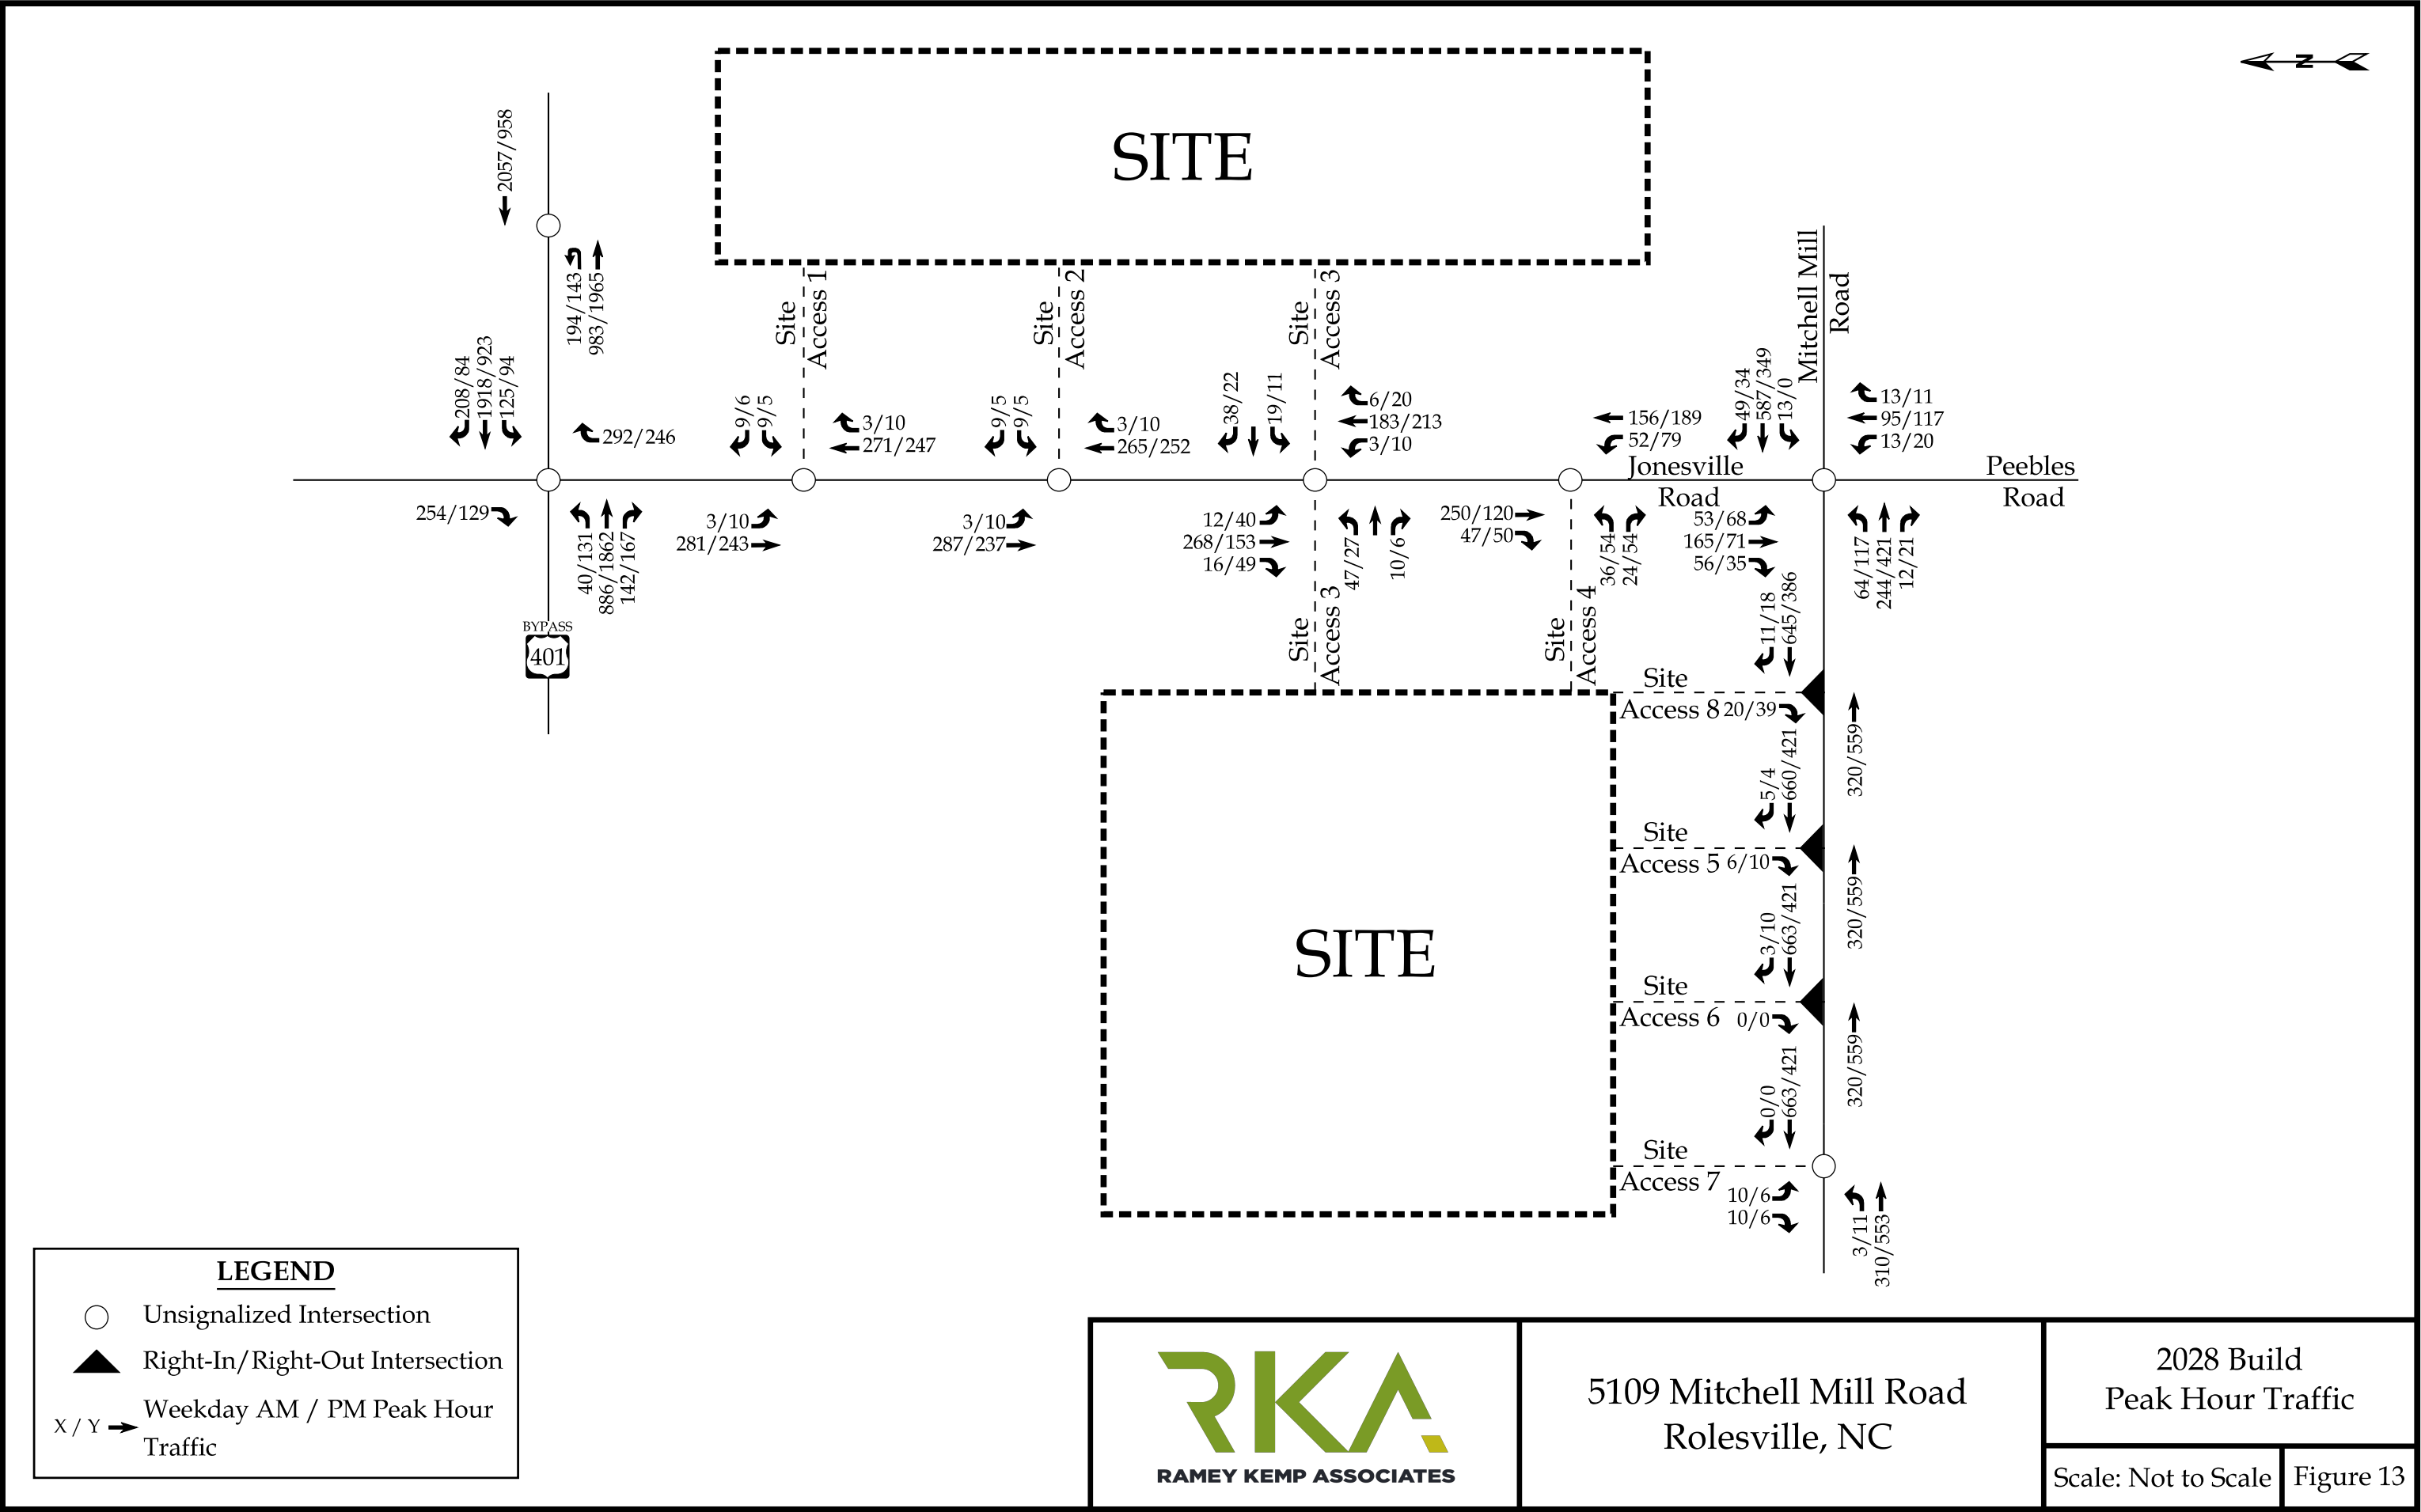 N
SITE
2057/958
194/143
983/1965
208/84
1918/923
125/94
292/246
254/129
40/131
886/1862
142/167
BYPASS
401
Site
Access 1
9/6
9/5
3/10
271/247
3/10
281/243
Site
Access 2
9/5
9/5
3/10
265/252
3/10
287/237
Site
Access 3
38/22
19/11
6/20
183/213
3/10
12/40
268/153
16/49
47/27
10/6
Site
Access 3
156/189
52/79
250/120
47/50
36/54
24/54
Site
Access 4
Jonesville
Road
Mitchell Mill
Road
49/34
587/349
13/0
13/11
95/117
13/20
Peebles
Road
53/68
165/71
56/35
64/117
244/421
12/21
11/18
645/386
Site
Access 8
20/39
320/559
5/4
660/421
Site
Access 5
6/10
320/559
3/10
663/421
Site
Access 6
0/0
320/559
0/0
663/421
Site
Access 7
10/6
10/6
3/11
310/553
SITE
LEGEND
Unsignalized Intersection
Right-In/Right-Out Intersection
X / Y
Weekday AM / PM Peak Hour
Traffic
RKA
RAMEY KEMP ASSOCIATES
5109 Mitchell Mill Road
Rolesville, NC
2028 Build
Peak Hour Traffic
Scale: Not to Scale
Figure 13